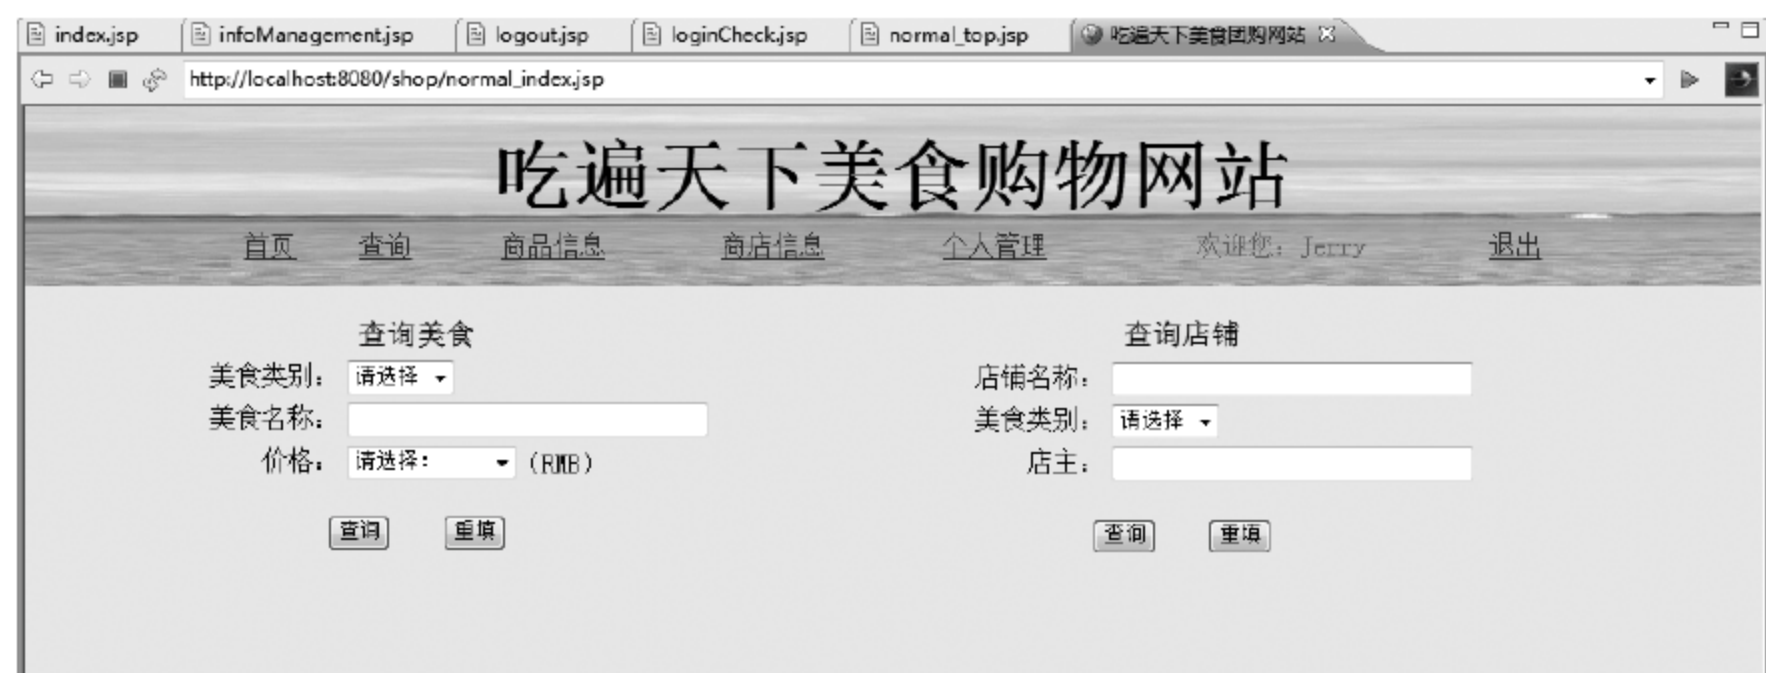 index.jsp infoManagement.jsp logout.jsp loginCheck.jsp normal_top.jsp 吃遍天下美食团购网站
http://localhost:8080/shop/normal_index.jsp
吃遍天下美食购物网站
首页 查询 商品信息 商店信息 个人管理 欢迎您：Jerry 退出
查询美食
美食类别： 请选择
美食名称：
价格： 请选择： (RMB)
查询 重填
查询店铺
店铺名称：
美食类别： 请选择
店主：
查询 重填